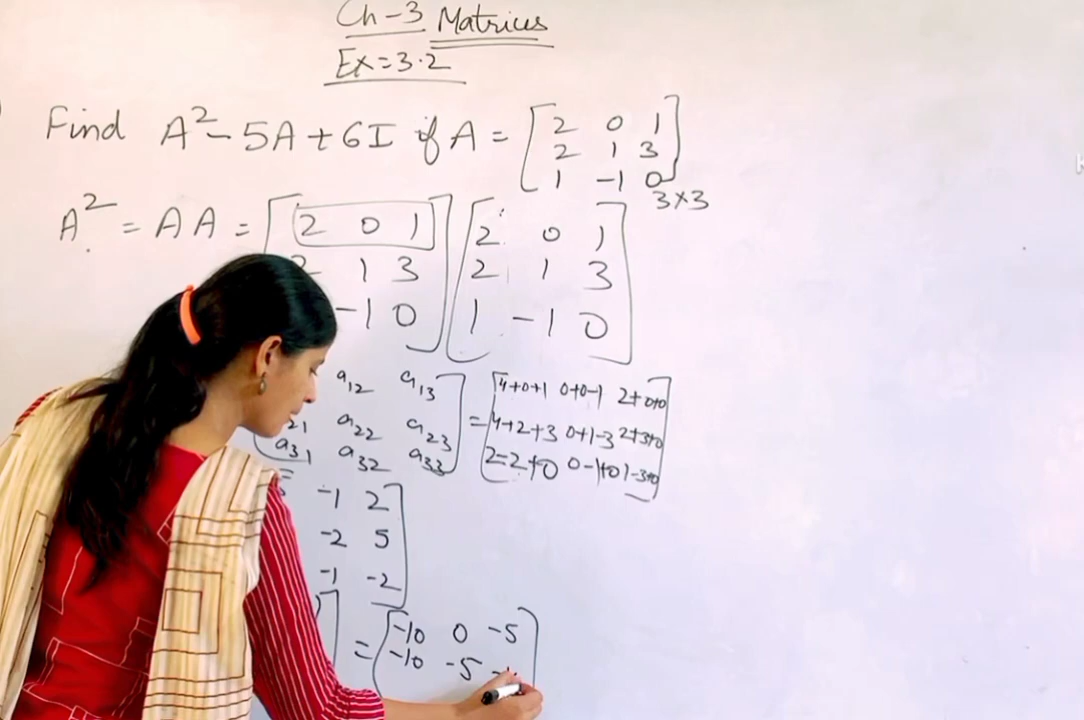 Ch-3 Matrices
Ex=3.2
Find A²-5A+6I if A = [2 0 1
2 1 3
1 -1 0]
3×3
A² = AA = [2 0 1] [2 0 1]
1 3 2 1 3
-1 0 1 -1 0
a12 a13 = [4+0+1 0+0-1 2+0+0
21 a22 a23 4+2+3 0+1-3 2+3+0
a31 a32 a33] 2=2+0 0-1+0 1-3+0]
-1 2
-2 5
-1 -2]
] = [-10 0 -5
-10 -5 -